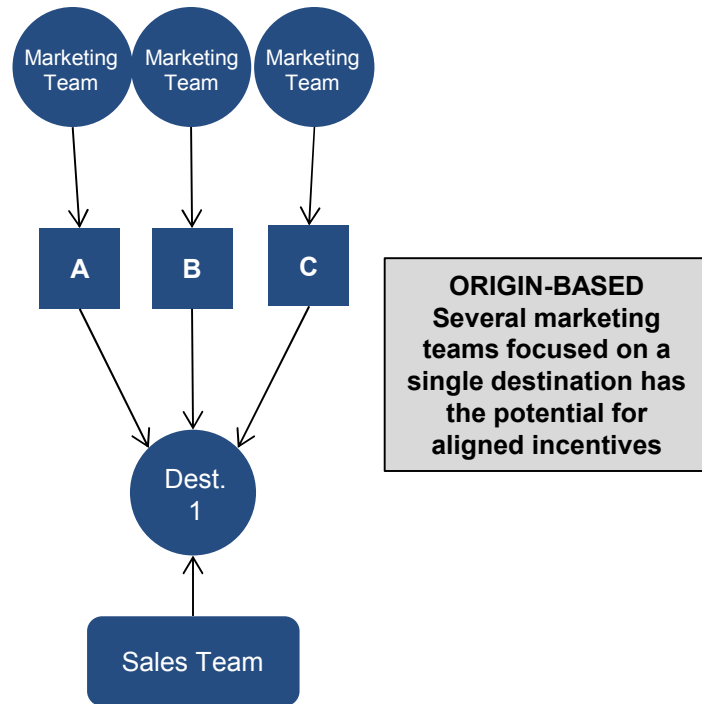 Marketing
Team
Marketing
Team
Marketing
Team
A
B
C
ORIGIN-BASED
Several marketing
teams focused on a
single destination has
the potential for
aligned incentives
Dest.
1
Sales Team